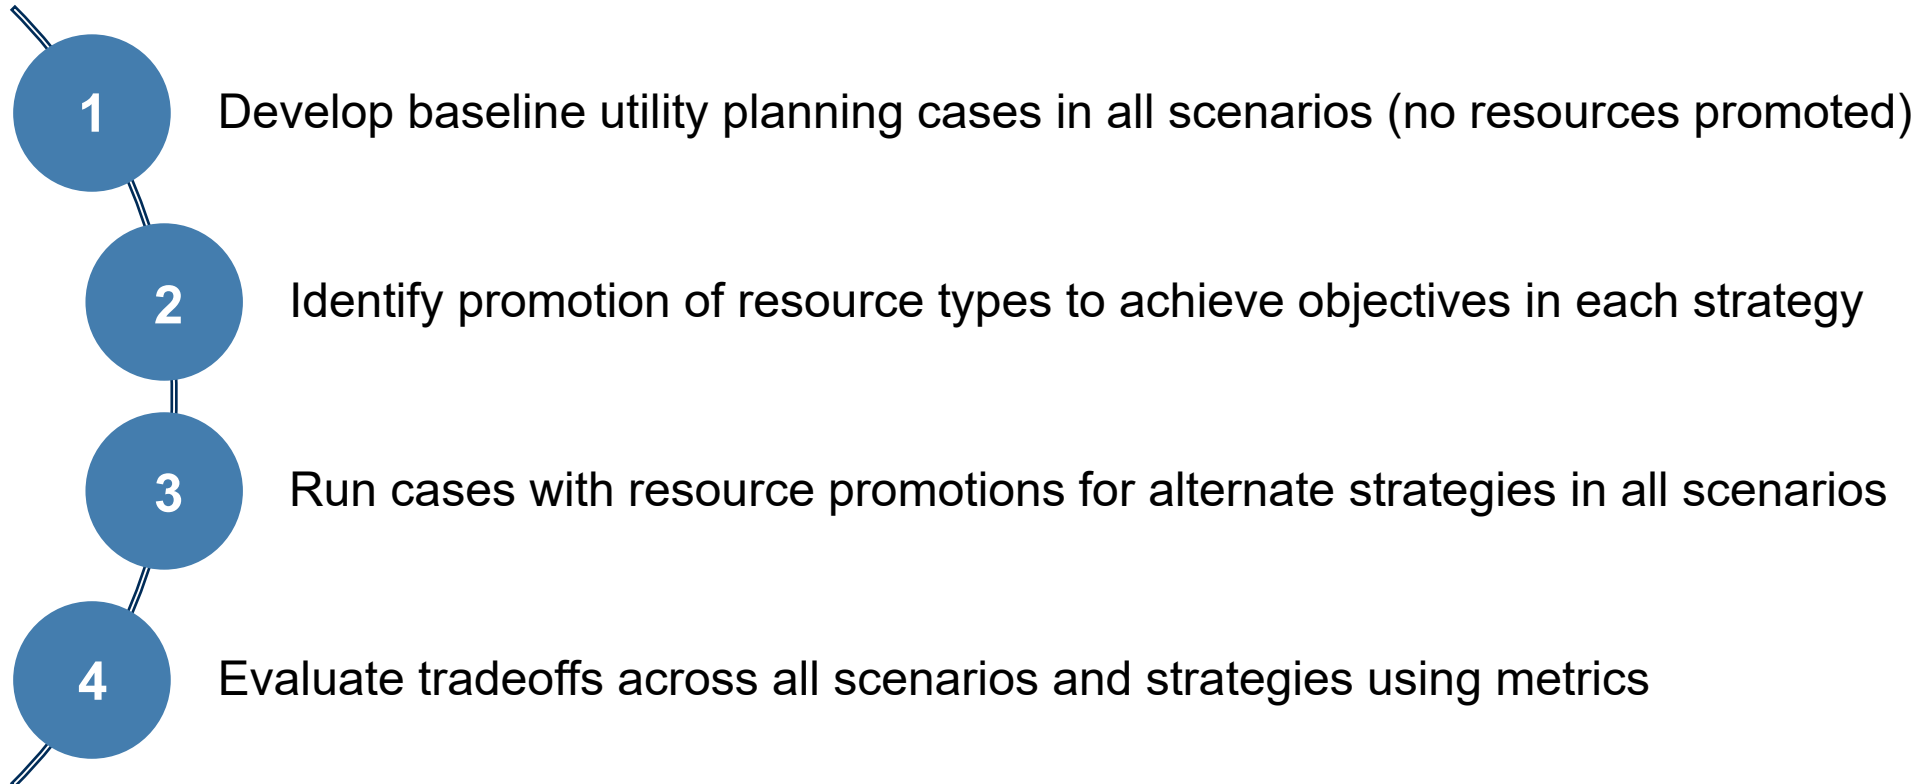 1
Develop baseline utility planning cases in all scenarios (no resources promoted)
2
Identify promotion of resource types to achieve objectives in each strategy
3
Run cases with resource promotions for alternate strategies in all scenarios
4
Evaluate tradeoffs across all scenarios and strategies using metrics